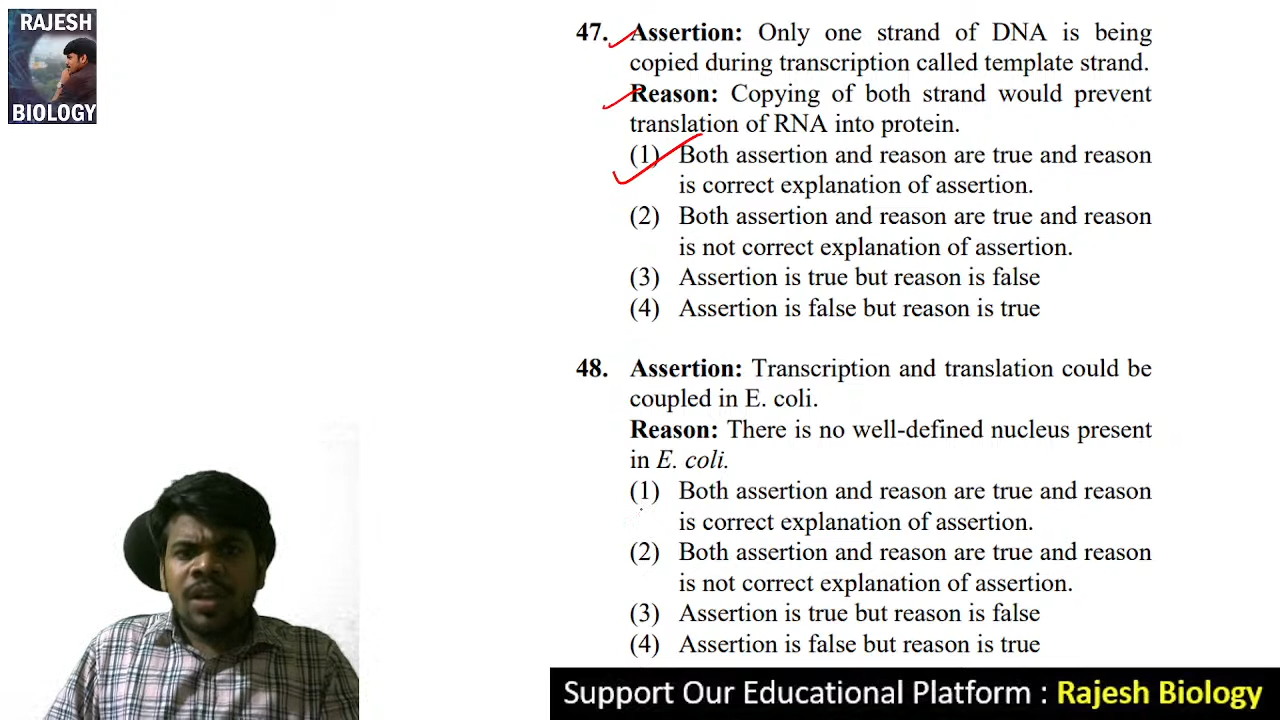 RAJESH
BIOLOGY
47. Assertion: Only one strand of DNA is being
copied during transcription called template strand.
Reason: Copying of both strand would prevent
translation of RNA into protein.
(1) Both assertion and reason are true and reason
is correct explanation of assertion.
(2) Both assertion and reason are true and reason
is not correct explanation of assertion.
(3) Assertion is true but reason is false
(4) Assertion is false but reason is true
48. Assertion: Transcription and translation could be
coupled in E. coli.
Reason: There is no well-defined nucleus present
in E. coli.
(1) Both assertion and reason are true and reason
is correct explanation of assertion.
(2) Both assertion and reason are true and reason
is not correct explanation of assertion.
(3) Assertion is true but reason is false
(4) Assertion is false but reason is true
Support Our Educational Platform : Rajesh Biology